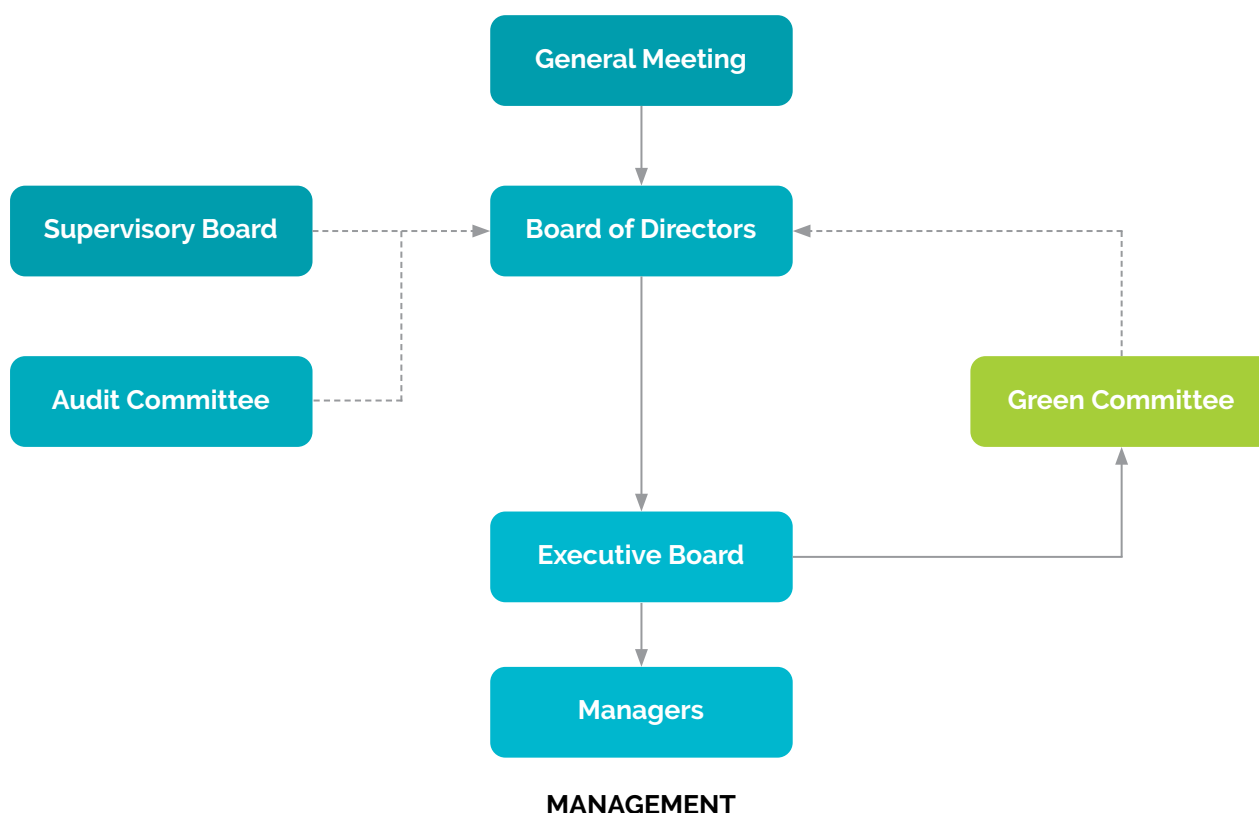 General Meeting
Supervisory Board
Board of Directors
Audit Committee
Green Committee
Executive Board
Managers
MANAGEMENT